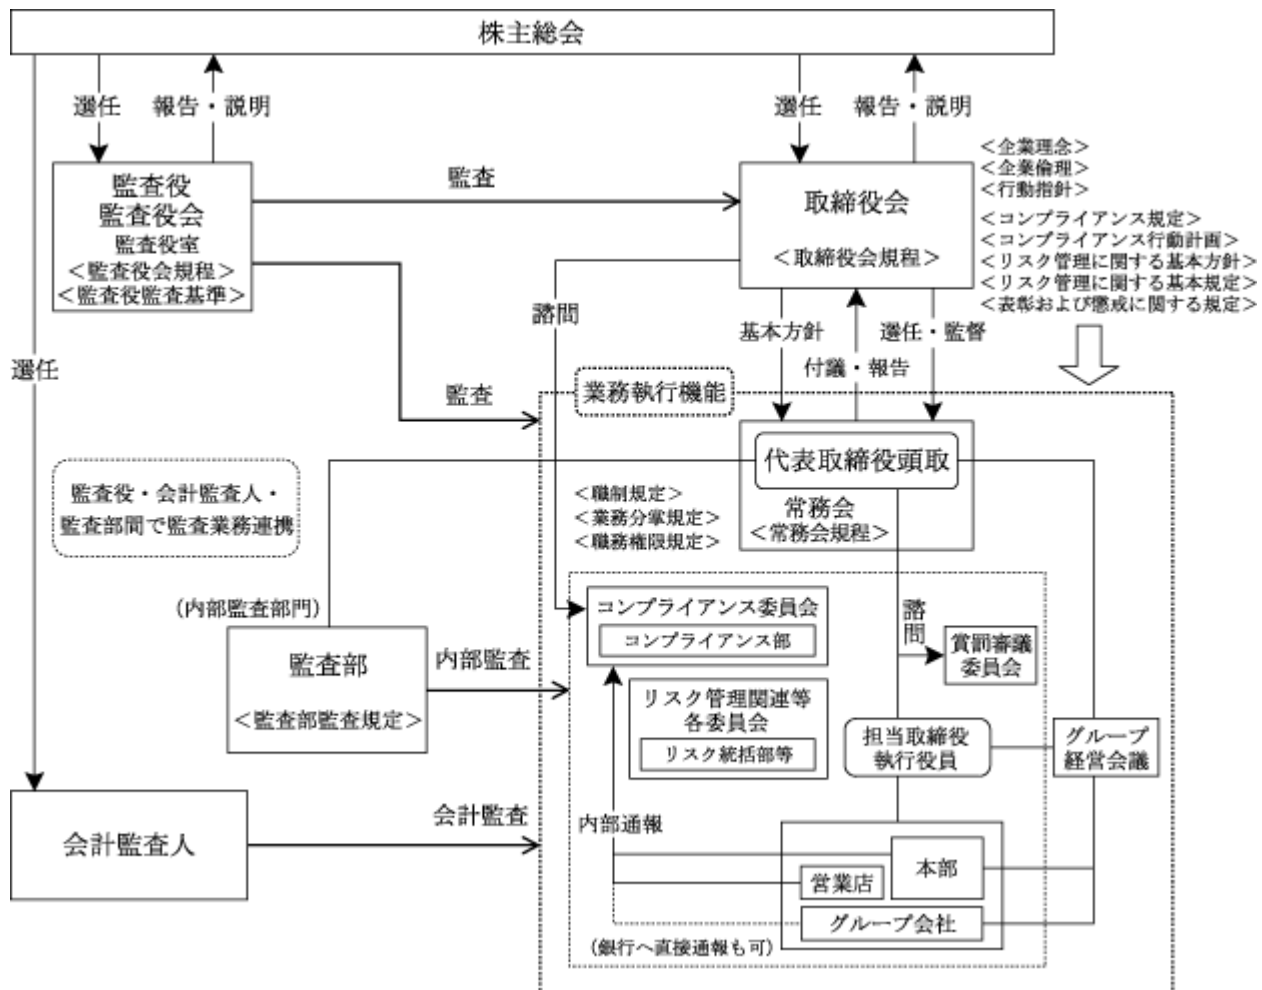 株主総会
選任
報告・説明
選任
報告・説明
選任
監査役
監査役会
監査役室
＜監査役会規程＞
＜監査役監査基準＞
監査
監査
取締役会
＜取締役会規程＞
＜企業理念＞
＜企業倫理＞
＜行動指針＞
＜コンプライアンス規定＞
＜コンプライアンス行動計画＞
＜リスク管理に関する基本方針＞
＜リスク管理に関する基本規定＞
＜表彰および懲戒に関する規定＞
諮問
基本方針
付議・報告
選任・監督
業務執行機能
代表取締役頭取
常務会
＜常務会規程＞
＜職制規定＞
＜業務分掌規定＞
＜職務権限規定＞
監査役・会計監査人・
監査部間で監査業務連携
（内部監査部門）
監査部
＜監査部監査規定＞
内部監査
コンプライアンス委員会
コンプライアンス部
リスク管理関連等
各委員会
リスク統括部等
諮問
賞罰審議
委員会
担当取締役
執行役員
グループ
経営会議
会計監査人
会計監査
内部通報
本部
営業店
グループ会社
（銀行へ直接通報も可）